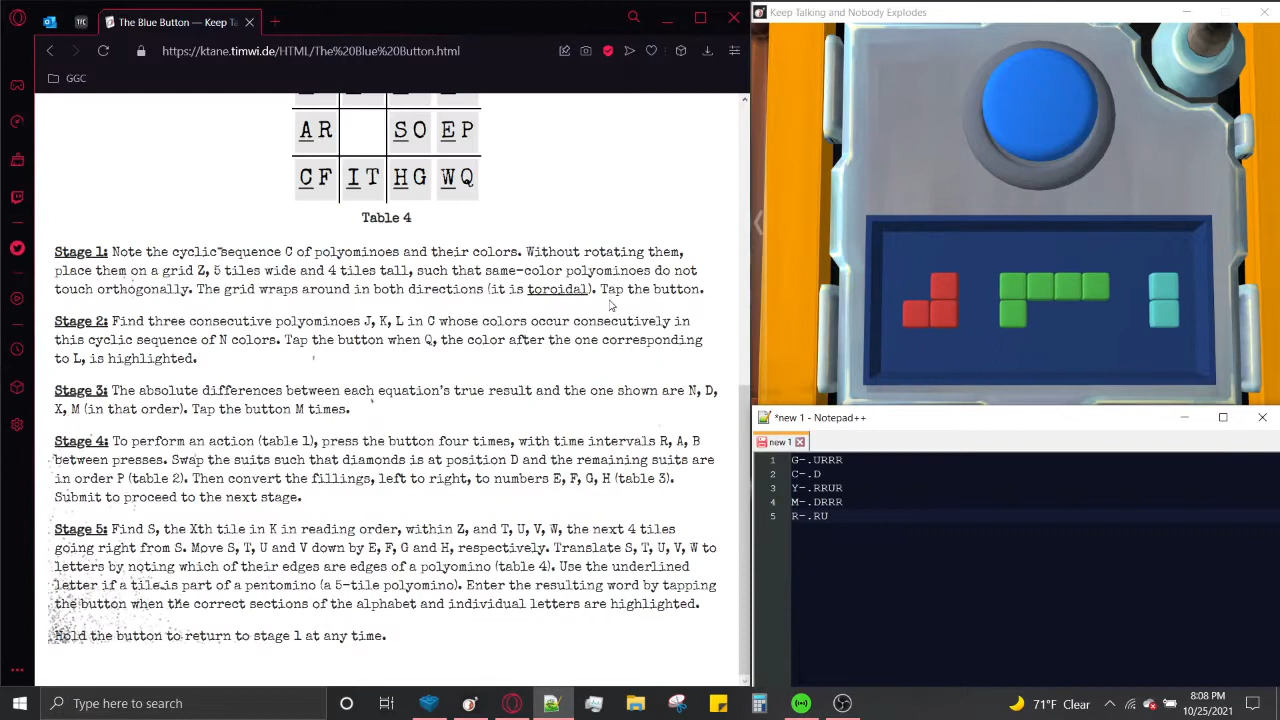 The Button — Ktane T
https://ktane.timwi.de/HTML/The%20Blue%20Button.html
GGC
AR SO EP
CF IT HG WQ
Table 4
Stage 1: Note the cyclic sequence C of polyominoes and their colors. Without rotating them,
place them on a grid Z, 5 tiles wide and 4 tiles tall, such that same-color polyominoes do not
touch orthogonally. The grid wraps around in both directions (it is toroidal). Tap the button.
Stage 2: Find three consecutive polyominoes J, K, L in C whose colors occur consecutively in
this cyclic sequence of N colors. Tap the button when Q, the color after the one corresponding
to L, is highlighted.
Stage 3: The absolute differences between each equation's true result and the one shown are N, D,
X, M (in that order). Tap the button M times.
Stage 4: To perform an action (table 1), press the button four times, with time intervals R, A, B
between presses. Swap the suits such that diamonds is at position D and the remaining suits are
in order P (table 2). Then convert the fillings, left to right, to numbers E, F, G, H (table 3).
Submit to proceed to the next stage.
Stage 5: Find S, the Xth tile in K in reading order, within Z, and T, U, V, W, the next 4 tiles
going right from S. Move S, T, U and V down by E, F, G and H, respectively. Translate S, T, U, V, W to
letters by noting which of their edges are edges of a polyomino (table 4). Use the underlined
letter if a tile is part of a pentomino (a 5-tile polyomino). Enter the resulting word by tapping
the button when the correct sections of the alphabet and individual letters are highlighted.
Hold the button to return to stage 1 at any time.
Keep Talking and Nobody Explodes
*new 1 - Notepad++
new 1
1 G-.URRR
2 C-.D
3 Y-.RRUR
4 M-.DRRR
5 R-.RU
Type here to search
71°F Clear
8:08 PM
10/25/2021